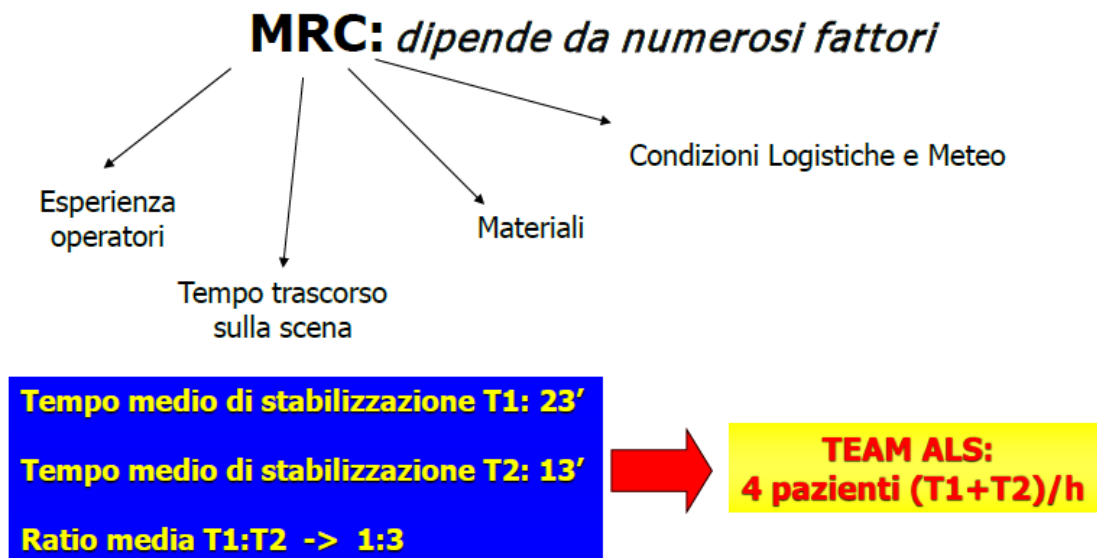 MRC: dipende da numerosi fattori
Condizioni Logistiche e Meteo
Esperienza
operatori
Materiali
Tempo trascorso
sulla scena
Tempo medio di stabilizzazione T1: 23’
Tempo medio di stabilizzazione T2: 13’
Ratio media T1:T2 -> 1:3
TEAM ALS:
4 pazienti (T1+T2)/h